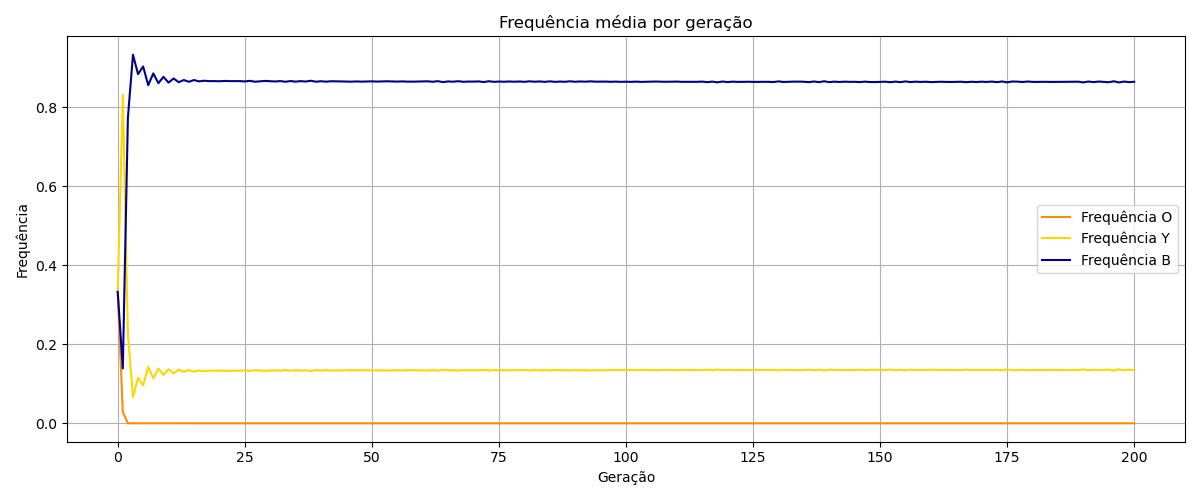 Frequência média por geração
Frequência
0.8
0.6
0.4
0.2
0.0
Frequência O
Frequência Y
Frequência B
0 25 50 75 100 125 150 175 200
Geração